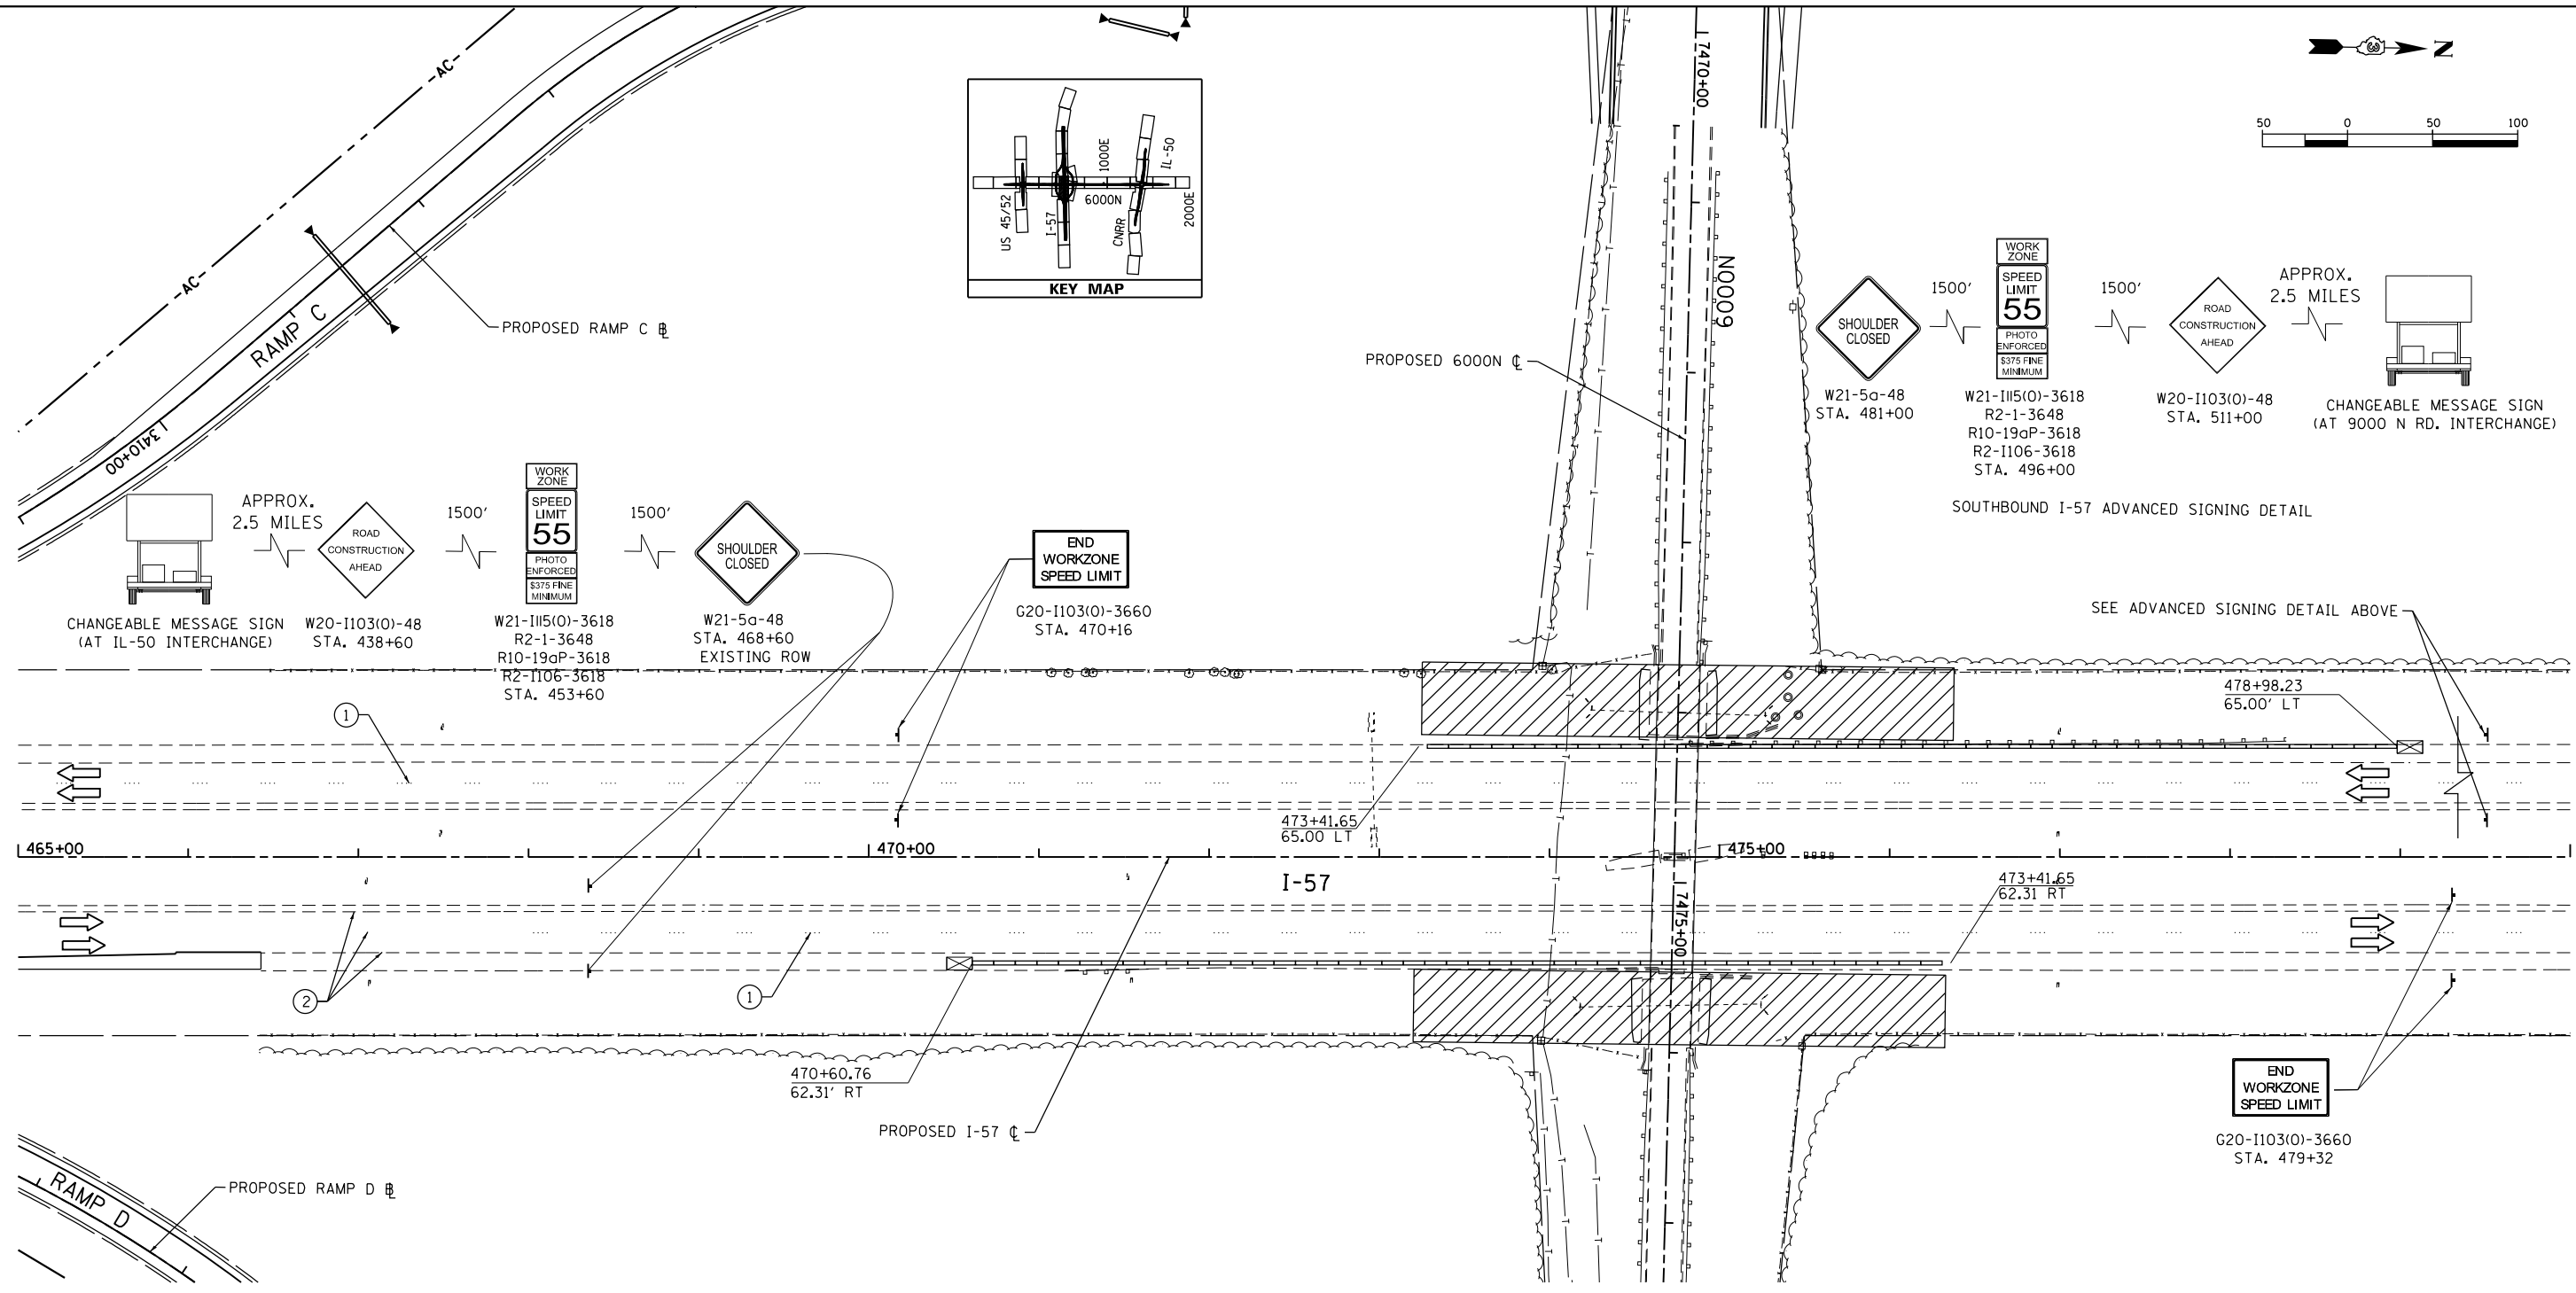 AC
AC
RAMP C
3410+00
PROPOSED RAMP C ⅊
US 45/52
I-57
1000E
6000N
CNRR
IL-50
2000E
KEY MAP
7470+00
6000N
PROPOSED 6000N ℄
N
50 0 50 100
SHOULDER
CLOSED
W21-5a-48
STA. 481+00
1500'
WORK
ZONE
SPEED
LIMIT
55
PHOTO
ENFORCED
$375 FINE
MINIMUM
W21-I115(0)-3618
R2-1-3648
R10-19aP-3618
R2-I106-3618
STA. 496+00
1500'
ROAD
CONSTRUCTION
AHEAD
W20-I103(0)-48
STA. 511+00
APPROX.
2.5 MILES
CHANGEABLE MESSAGE SIGN
(AT 9000 N RD. INTERCHANGE)
SOUTHBOUND I-57 ADVANCED SIGNING DETAIL
CHANGEABLE MESSAGE SIGN
(AT IL-50 INTERCHANGE)
APPROX.
2.5 MILES
ROAD
CONSTRUCTION
AHEAD
W20-I103(0)-48
STA. 438+60
1500'
WORK
ZONE
SPEED
LIMIT
55
PHOTO
ENFORCED
$375 FINE
MINIMUM
W21-I115(0)-3618
R2-1-3648
R10-19aP-3618
R2-I106-3618
STA. 453+60
1500'
SHOULDER
CLOSED
W21-5a-48
STA. 468+60
EXISTING ROW
END
WORKZONE
SPEED LIMIT
G20-I103(0)-3660
STA. 470+16
SEE ADVANCED SIGNING DETAIL ABOVE
478+98.23
65.00' LT
1
473+41.65
65.00 LT
465+00
470+00
475+00
I-57
7475+00
473+41.65
62.31 RT
2
1
470+60.76
62.31' RT
PROPOSED I-57 ℄
END
WORKZONE
SPEED LIMIT
G20-I103(0)-3660
STA. 479+32
RAMP D
PROPOSED RAMP D ⅊